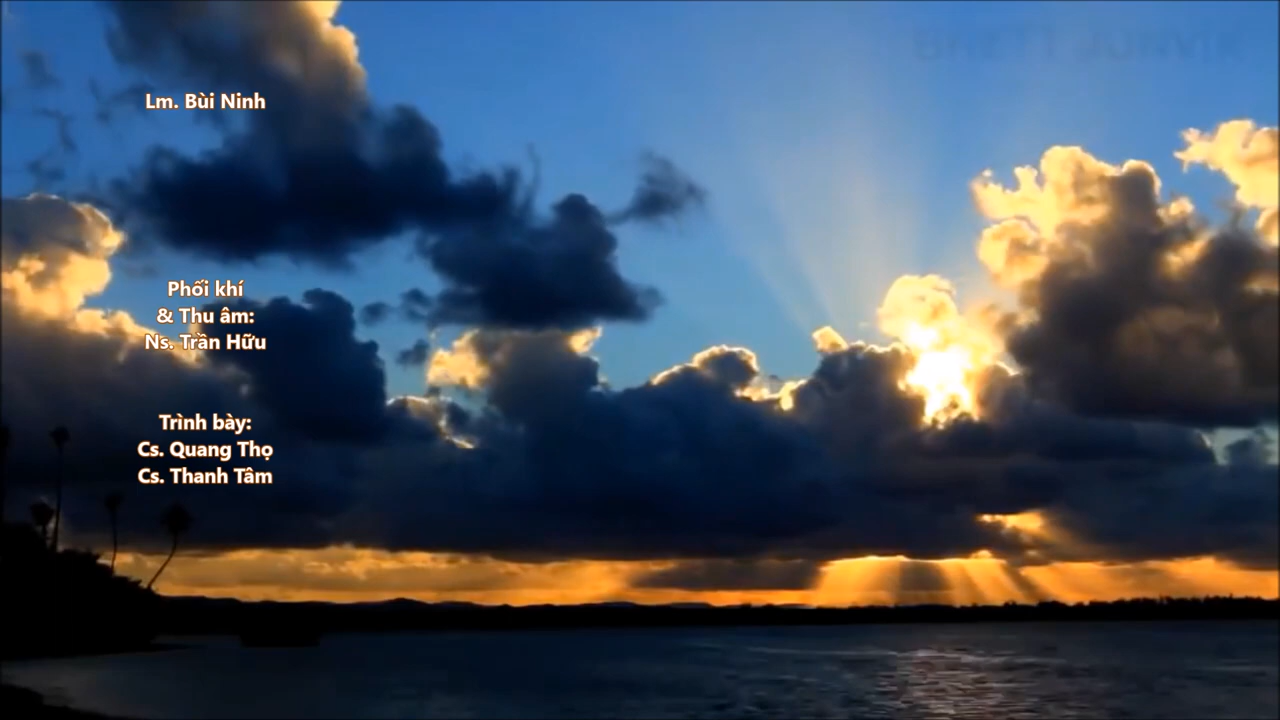 Lm. Bùi Ninh
Phối khí
& Thu âm:
Ns. Trần Hữu
Trình bày:
Cs. Quang Thọ
Cs. Thanh Tâm